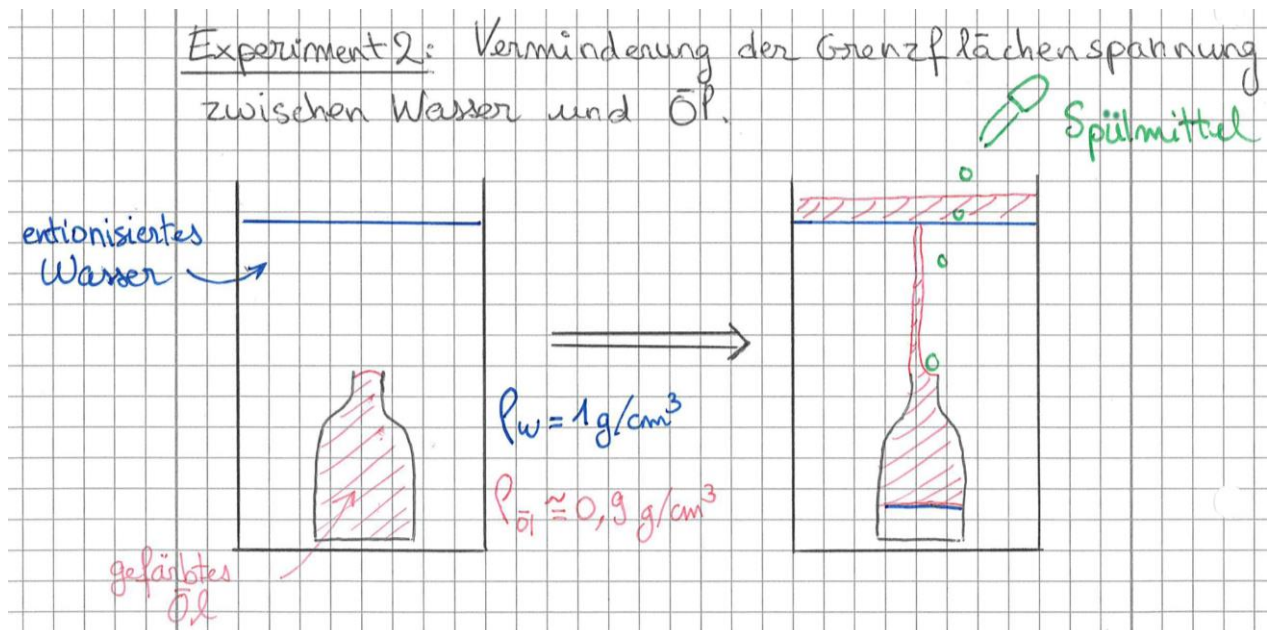 Experiment 2: Verminderung der Grenzflächenspannung
zwischen Wasser und Öl.
Spülmittel
entionisiertes
Wasser
ρw = 1 g/cm³
ρöl ≅ 0,9 g/cm³
gefärbtes
Öl